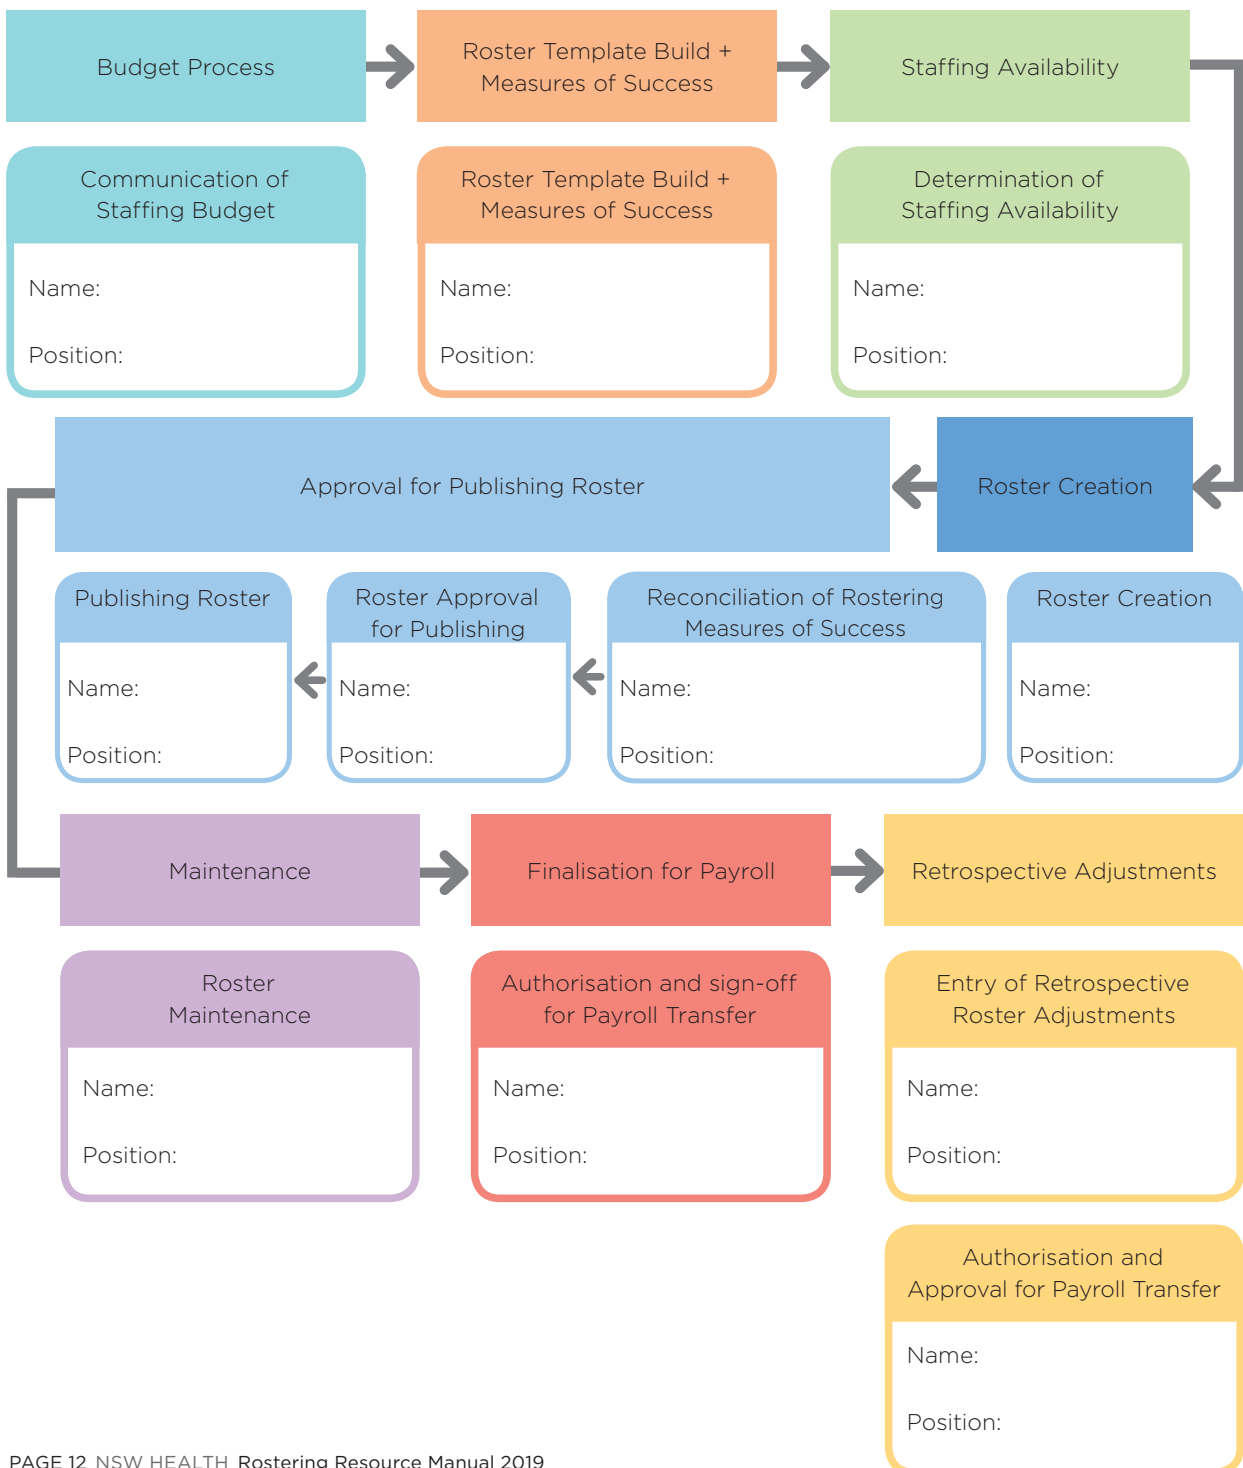 Budget Process
Roster Template Build +
Measures of Success
Staffing Availability
Communication of
Staffing Budget
Name:
Position:
Roster Template Build +
Measures of Success
Name:
Position:
Determination of
Staffing Availability
Name:
Position:
Approval for Publishing Roster
Roster Creation
Publishing Roster
Name:
Position:
Roster Approval
for Publishing
Name:
Position:
Reconciliation of Rostering
Measures of Success
Name:
Position:
Roster Creation
Name:
Position:
Maintenance
Finalisation for Payroll
Retrospective Adjustments
Roster
Maintenance
Name:
Position:
Authorisation and sign-off
for Payroll Transfer
Name:
Position:
Entry of Retrospective
Roster Adjustments
Name:
Position:
Authorisation and
Approval for Payroll Transfer
Name:
Position:
PAGE 12 NSW HEALTH Rostering Resource Manual 2019